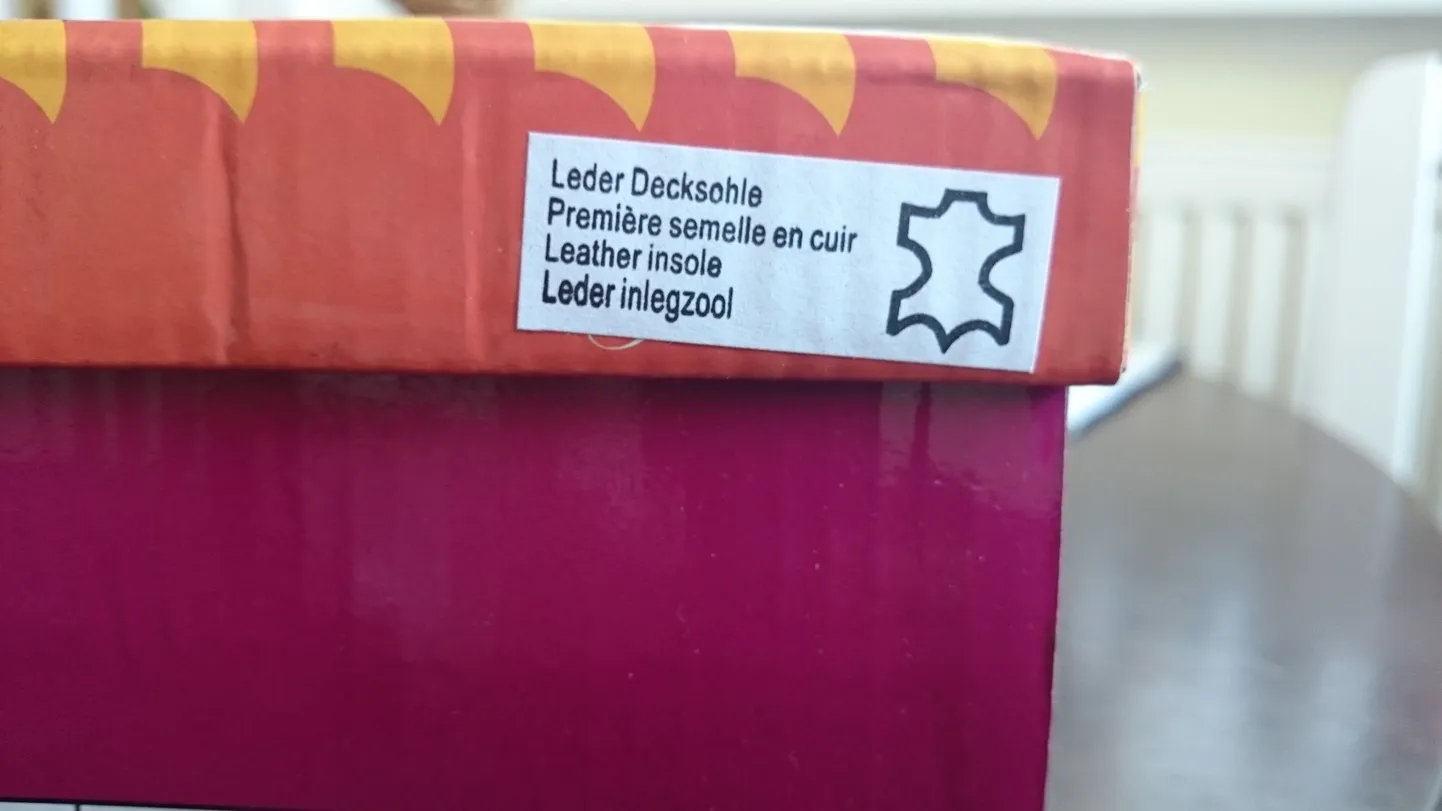 Leder Decksohle
Première semelle en cuir
Leather insole
Leder inlegzool